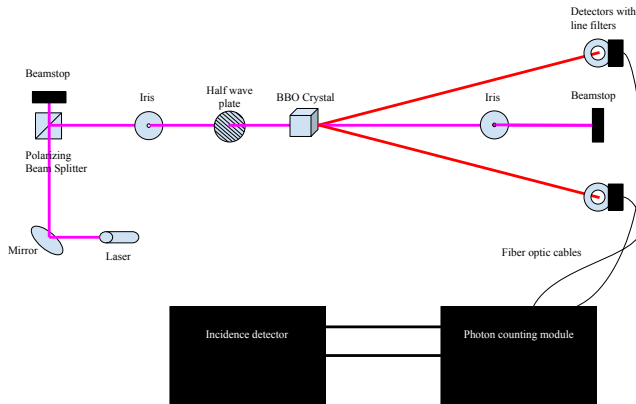 Detectors with
line filters
Beamstop
Iris
Half wave
plate
BBO Crystal
Iris
Beamstop
Polarizing
Beam Splitter
Mirror
Laser
Fiber optic cables
Incidence detector
Photon counting module